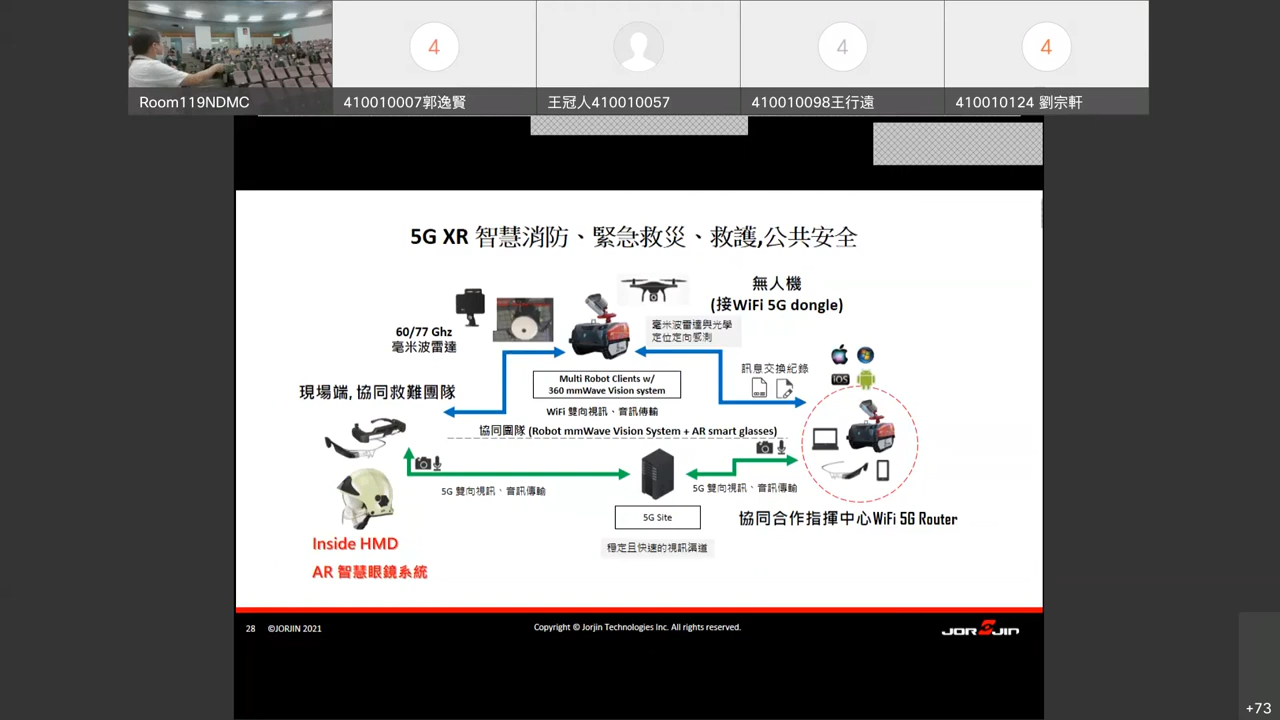 4
4
4
Room119NDMC
410010007郭逸賢
王冠人410010057
410010098王行遠
410010124 劉宗軒
5G XR 智慧消防、緊急救災、救護,公共安全
無人機
(接WiFi 5G dongle)
60/77 Ghz
毫米波雷達
毫米波雷達與光學
定位定向感測
訊息交換紀錄
iOS
Multi Robot Clients w/
360 mmWave Vision system
現場端, 協同救難團隊
WiFi 雙向視訊、音訊傳輸
協同團隊 (Robot mmWave Vision System + AR smart glasses)
5G 雙向視訊、音訊傳輸
5G 雙向視訊、音訊傳輸
5G Site
協同合作指揮中心WiFi 5G Router
穩定且快速的視訊渠道
Inside HMD
AR 智慧眼鏡系統
28 ©JORJIN 2021
Copyright © Jorjin Technologies Inc. All rights reserved.
JORJIN
+73